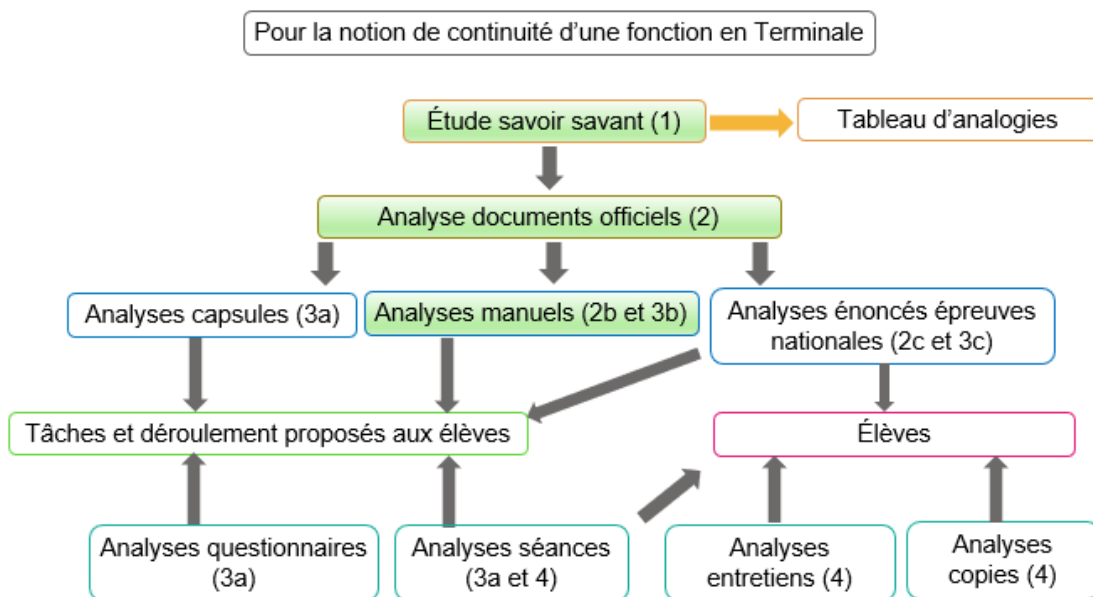 Pour la notion de continuité d’une fonction en Terminale
Étude savoir savant (1)
Tableau d’analogies
Analyse documents officiels (2)
Analyses capsules (3a)
Analyses manuels (2b et 3b)
Analyses énoncés épreuves
nationales (2c et 3c)
Tâches et déroulement proposés aux élèves
Élèves
Analyses questionnaires
(3a)
Analyses séances
(3a et 4)
Analyses
entretiens (4)
Analyses
copies (4)